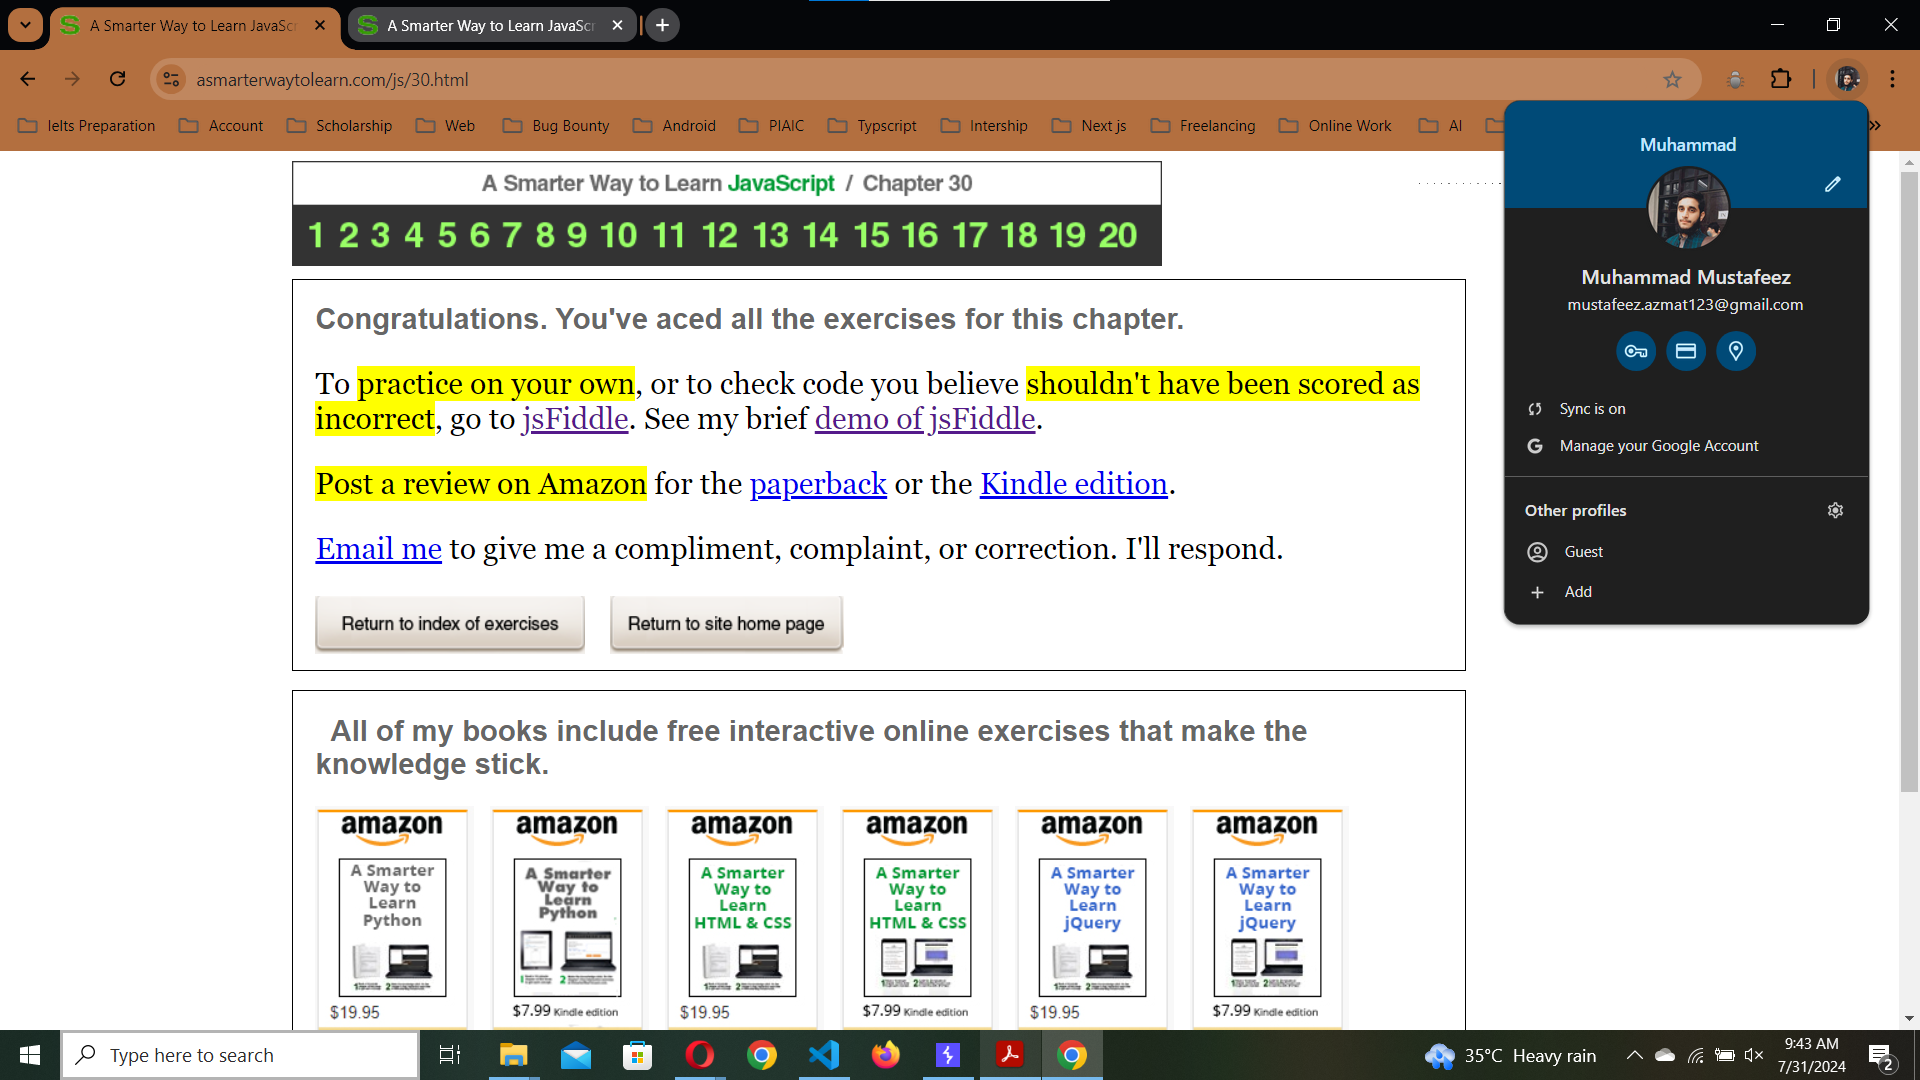 A Smarter Way to Learn JavaScr
A Smarter Way to Learn JavaScr
asmarterwaytolearn.com/js/30.html
Ielts Preparation
Account
Scholarship
Web
Bug Bounty
Android
PIAIC
Typscript
Intership
Next js
Freelancing
Online Work
AI
A Smarter Way to Learn JavaScript / Chapter 30
1 2 3 4 5 6 7 8 9 10 11 12 13 14 15 16 17 18 19 20
Congratulations. You've aced all the exercises for this chapter.
To practice on your own, or to check code you believe shouldn't have been scored as
incorrect, go to jsFiddle. See my brief demo of jsFiddle.
Post a review on Amazon for the paperback or the Kindle edition.
Email me to give me a compliment, complaint, or correction. I'll respond.
Return to index of exercises
Return to site home page
Muhammad
Muhammad Mustafeez
mustafeez.azmat123@gmail.com
Sync is on
Manage your Google Account
Other profiles
Guest
Add
All of my books include free interactive online exercises that make the
knowledge stick.
amazon
A Smarter
Way to
Learn
Python
$19.95
amazon
A Smarter
Way to
Learn
Python
$7.99 Kindle edition
amazon
A Smarter
Way to
Learn
HTML & CSS
$19.95
amazon
A Smarter
Way to
Learn
HTML & CSS
$7.99 Kindle edition
amazon
A Smarter
Way to
Learn
jQuery
$19.95
amazon
A Smarter
Way to
Learn
jQuery
$7.99 Kindle edition
Type here to search
35°C Heavy rain
9:43 AM
7/31/2024
2